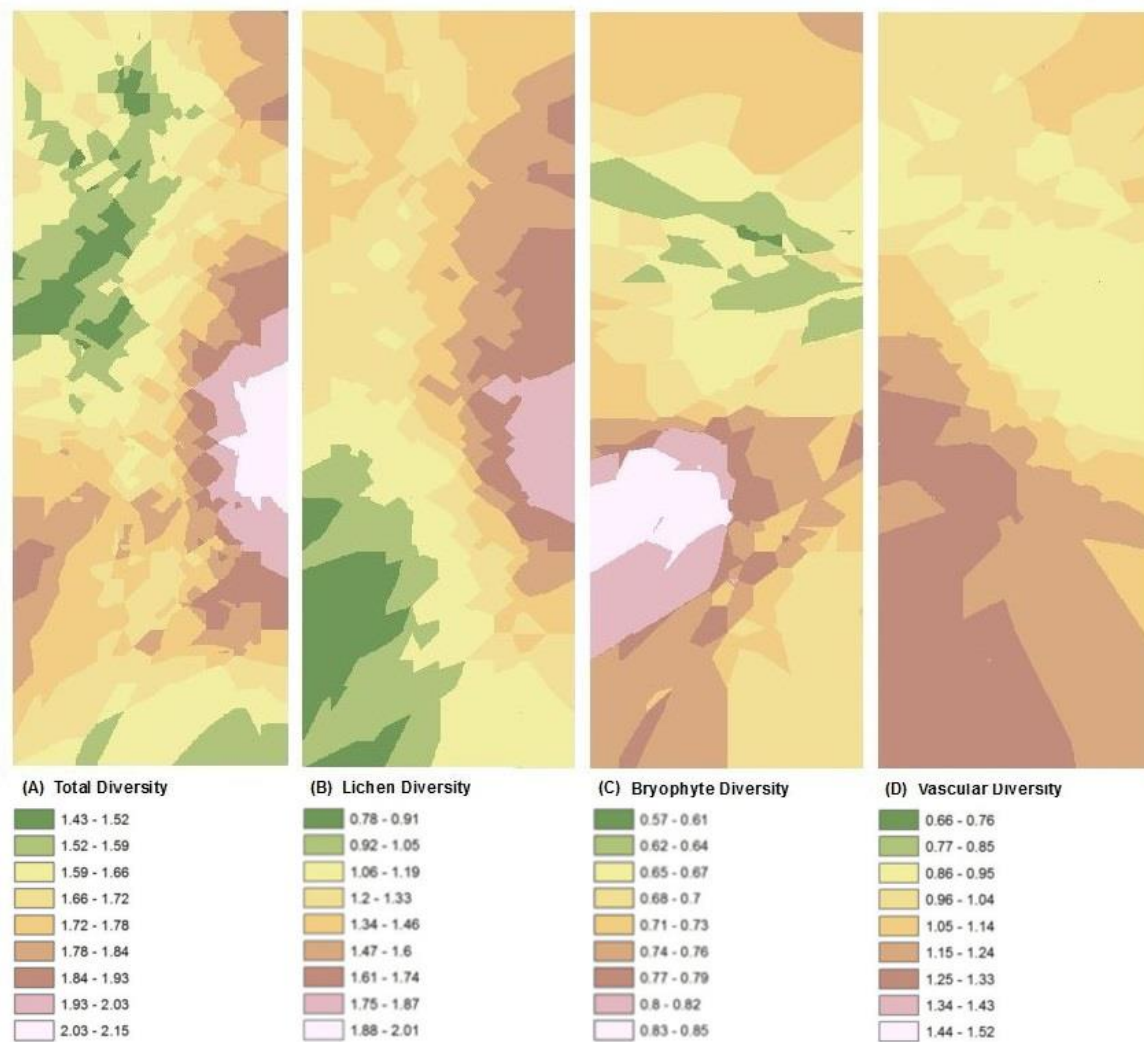 (A) Total Diversity
1.43 - 1.52
1.52 - 1.59
1.59 - 1.66
1.66 - 1.72
1.72 - 1.78
1.78 - 1.84
1.84 - 1.93
1.93 - 2.03
2.03 - 2.15
(B) Lichen Diversity
0.78 - 0.91
0.92 - 1.05
1.06 - 1.19
1.2 - 1.33
1.34 - 1.46
1.47 - 1.6
1.61 - 1.74
1.75 - 1.87
1.88 - 2.01
(C) Bryophyte Diversity
0.57 - 0.61
0.62 - 0.64
0.65 - 0.67
0.68 - 0.7
0.71 - 0.73
0.74 - 0.76
0.77 - 0.79
0.8 - 0.82
0.83 - 0.85
(D) Vascular Diversity
0.66 - 0.76
0.77 - 0.85
0.86 - 0.95
0.96 - 1.04
1.05 - 1.14
1.15 - 1.24
1.25 - 1.33
1.34 - 1.43
1.44 - 1.52